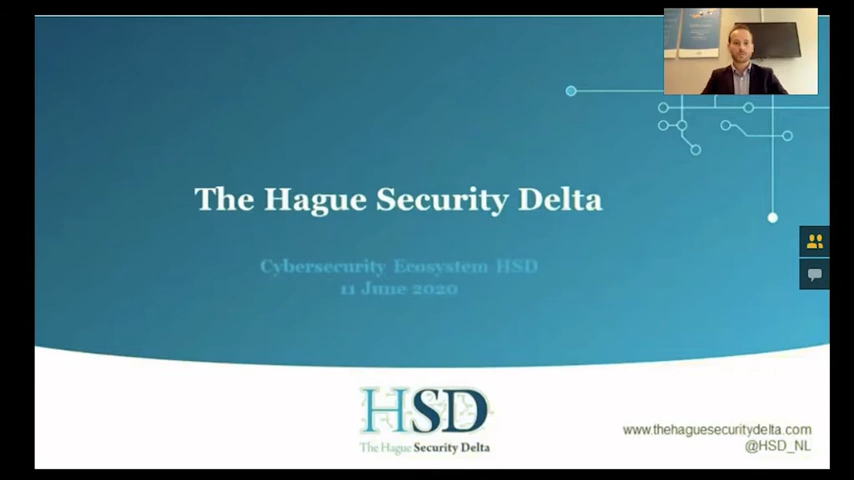 The Hague Security Delta
Cybersecurity Ecosystem HSD
11 June 2020
HSD
The Hague Security Delta
www.thehaguesecuritydelta.com
@HSD_NL